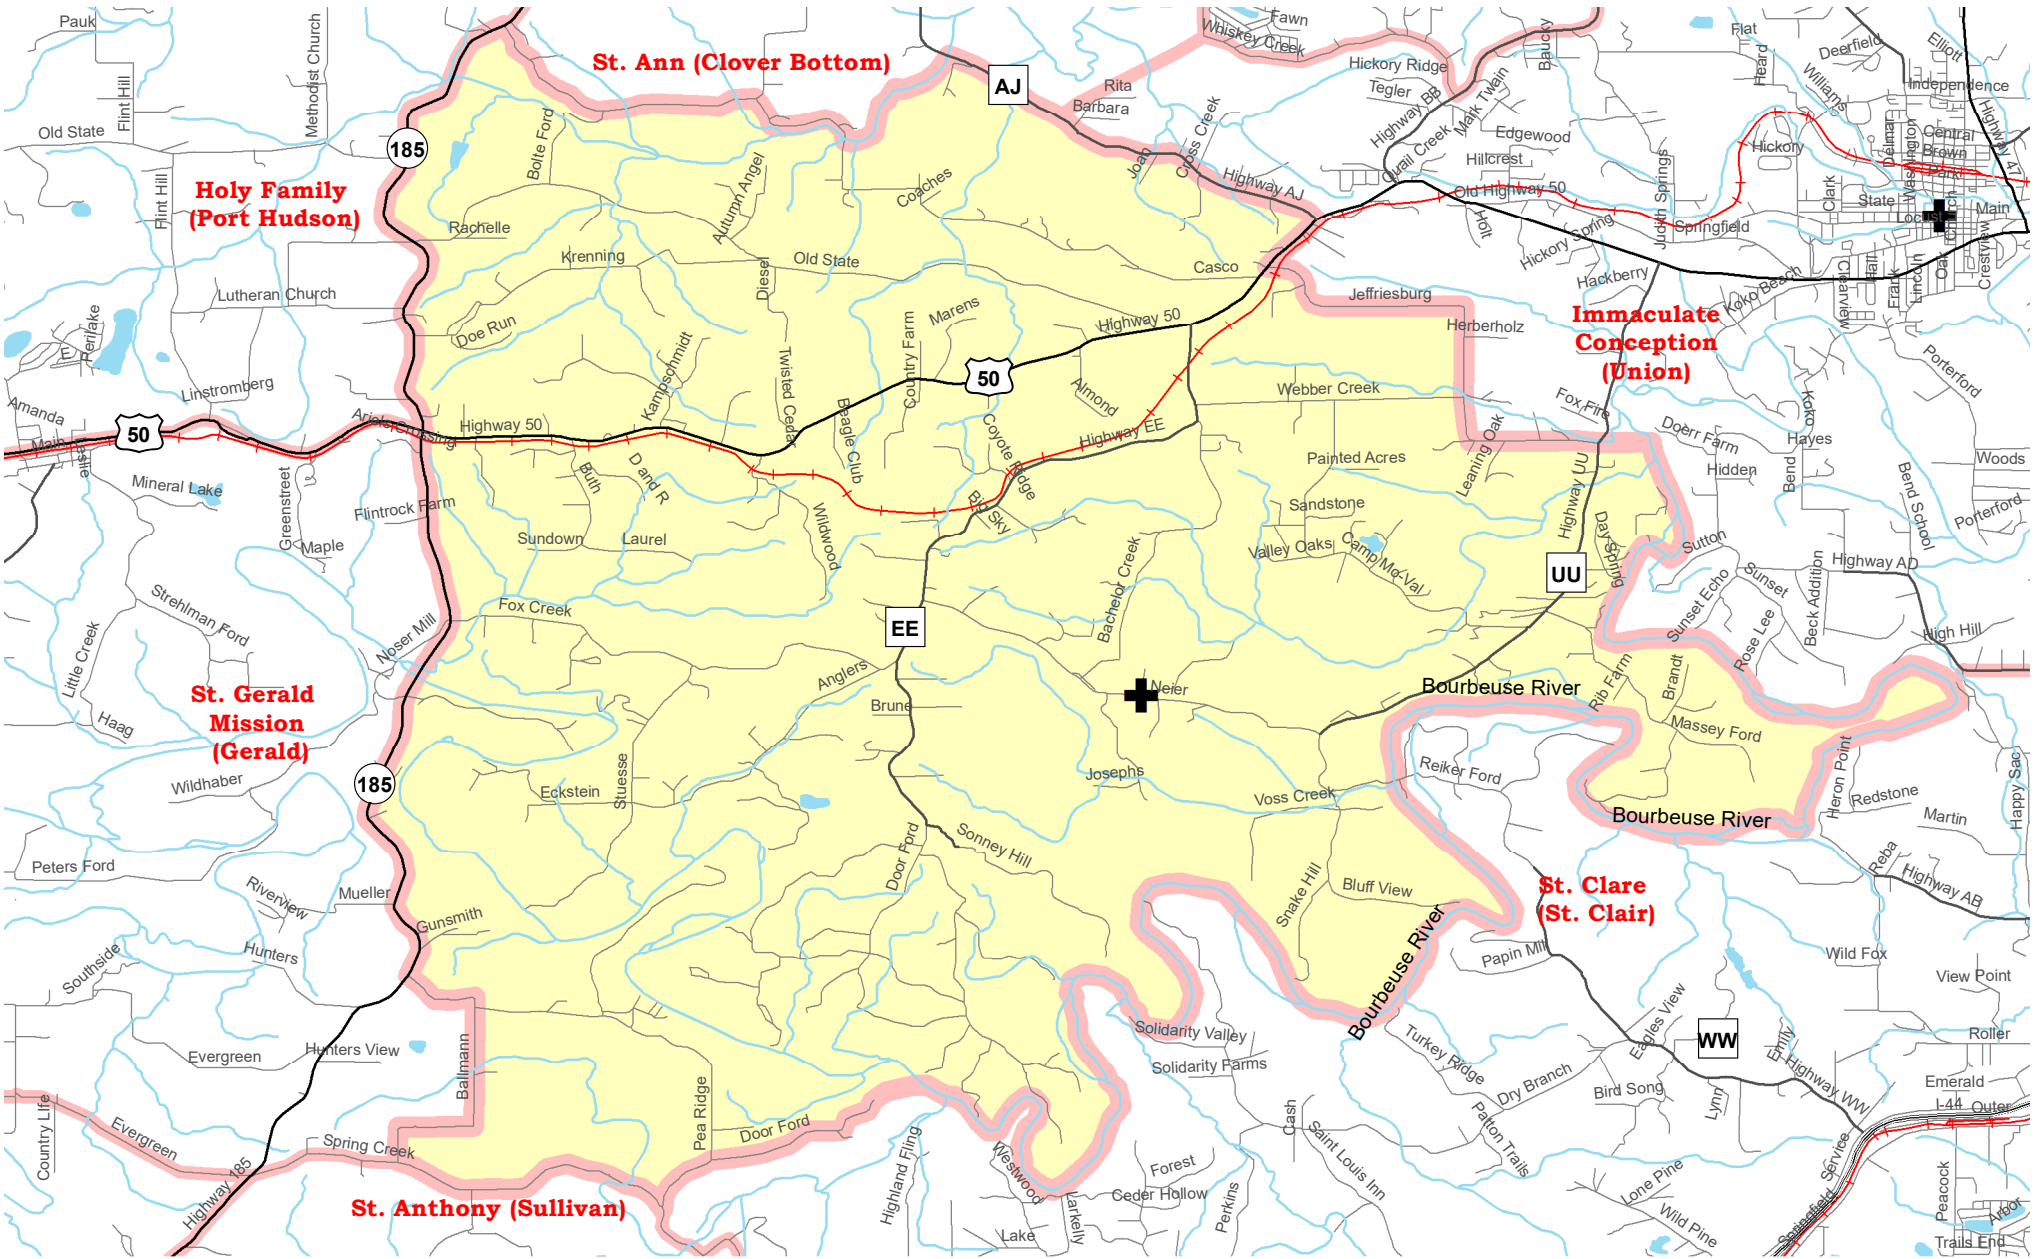 Pauk
Flint Hill
Methodist Church
Old State
185
Holy Family
(Port Hudson)
Flint Hill
St. Ann (Clover Bottom)
Bolte Ford
Autumn Angel
Coaches
AJ
Rita
Barbara
Whiskey Creek
Fawn
Hickory Ridge
Tegler
Highway BB
Mark Twain
Baucky
Quail Creek
Edgewood
Hillcrest
Old Highway 50
Joan
Cross Creek
Highway AJ
Flat
Heard
Williams
Deerfield
Elliott
Independence
Highway 47
Central
Brown
Park
Delmar
Washington
Hickory
Clark
State
Locust
Church
Main
Judith Springs
Springfield
Holt
Hickory Spring
Hackberry
Koko Beach
Clearview
Hall
Frank
Lincoln
Oak
Crestview
Rachelle
Krenning
Old State
Diesel
Casco
Lutheran Church
Perilake
Doe Run
Marens
Country Farm
Highway 50
Jeffriesburg
Herberholz
Immaculate
Conception
(Union)
Porterford
Linstromberg
Kampschmidt
Twisted Cedar
50
Almond
Webber Creek
Fox Fire
Koko
Amanda
Main
Leslie
50
Ariels Crossing
Highway 50
Beagle Club
Coyote Ridge
Highway EE
Leaning Oak
Doerr Farm
Hayes
Bend
Hidden
Woods
Mineral Lake
Greenstreet
Flintrock Farm
Buth
D and R
Big Sky
Painted Acres
Sandstone
Highway UU
Bend School
Porterford
Maple
Sundown
Laurel
Wildwood
Valley Oaks
Camp Mo-Val
Day Spring
Sutton
Highway AD
UU
Sunset
Sunset Echo
Beck Addition
Strehlman Ford
Little Creek
Noser Mill
Fox Creek
EE
Bachelor Creek
Rose Lee
High Hill
St. Gerald
Mission
(Gerald)
Haag
Anglers
Brune
Neier
Bourbeuse River
Rib Farm
Brandt
Massey Ford
Wildhaber
185
Stuesse
Eckstein
Josephs
Voss Creek
Reiker Ford
Bourbeuse River
Heron Point
Redstone
Martin
Happy Sac
Peters Ford
Door Ford
Sonney Hill
Reba
Highway AB
Riverview
Mueller
Gunsmith
Snake Hill
Bluff View
St. Clare
(St. Clair)
Southside
Hunters
Bourbeuse River
Papin Mill
Wild Fox
View Point
Evergreen
Hunters View
Ballmann
Solidarity Valley
Solidarity Farms
Turkey Ridge
Eagles View
WW
Emily
Roller
Dry Branch
Bird Song
Lynn
Highway WW
Emerald
I-44
Outer
Country LIfe
Evergreen
Spring Creek
Pea Ridge
Door Ford
Highway 185
St. Anthony (Sullivan)
Highland Fling
Westwood
Larkelly
Lake
Forest
Ceder Hollow
Perkins
Cash
Saint Louis Inn
Patton Trails
Lone Pine
Wild Pine
Service
Springfield
Peacock
Arbor
Trails End